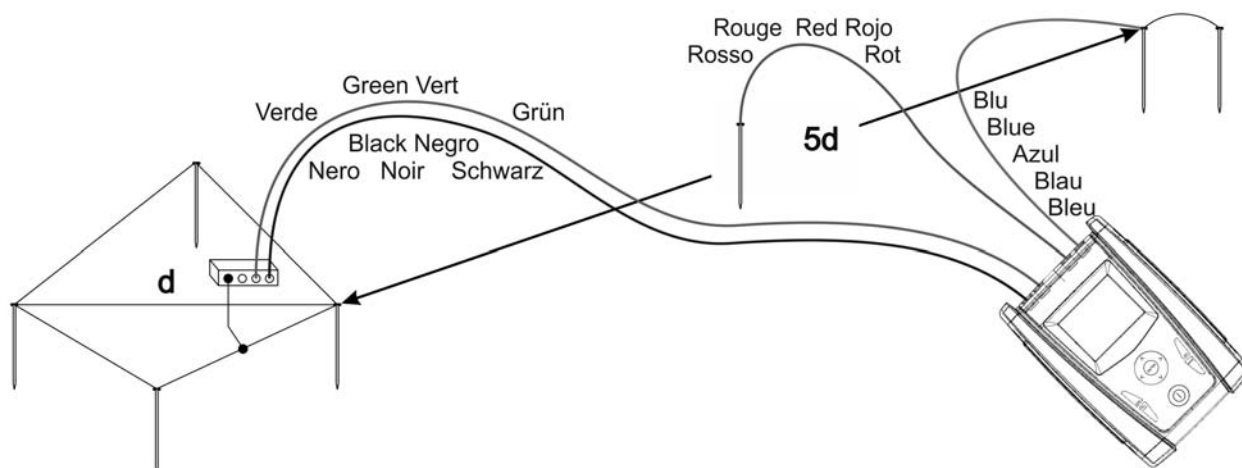 Rouge Red Rojo
Rosso Rot
Green Vert
Verde Grün
Black Negro
Nero Noir Schwarz
5d
Blu
Blue
Azul
Blau
Bleu
d